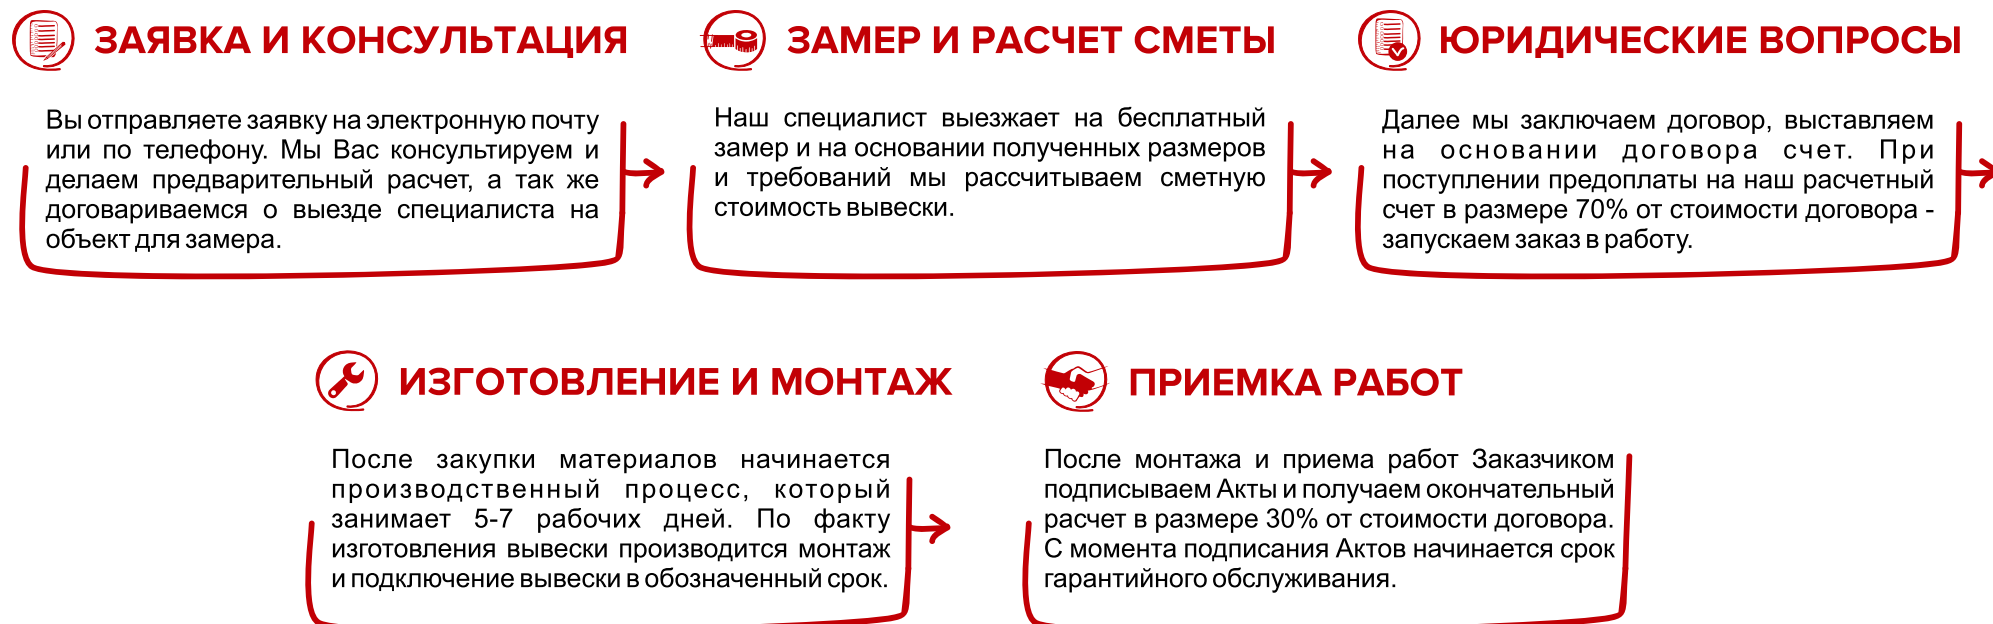 ЗАЯВКА И КОНСУЛЬТАЦИЯ
Вы отправляете заявку на электронную почту
или по телефону. Мы Вас консультируем и
делаем предварительный расчет, а так же
договариваемся о выезде специалиста на
объект для замера.
ЗАМЕР И РАСЧЕТ СМЕТЫ
Наш специалист выезжает на бесплатный
замер и на основании полученных размеров
и требований мы рассчитываем сметную
стоимость вывески.
ЮРИДИЧЕСКИЕ ВОПРОСЫ
Далее мы заключаем договор, выставляем
на основании договора счет. При
поступлении предоплаты на наш расчетный
счет в размере 70% от стоимости договора -
запускаем заказ в работу.
ИЗГОТОВЛЕНИЕ И МОНТАЖ
После закупки материалов начинается
производственный процесс, который
занимает 5-7 рабочих дней. По факту
изготовления вывески производится монтаж
и подключение вывески в обозначенный срок.
ПРИЕМКА РАБОТ
После монтажа и приема работ Заказчиком
подписываем Акты и получаем окончательный
расчет в размере 30% от стоимости договора.
С момента подписания Актов начинается срок
гарантийного обслуживания.